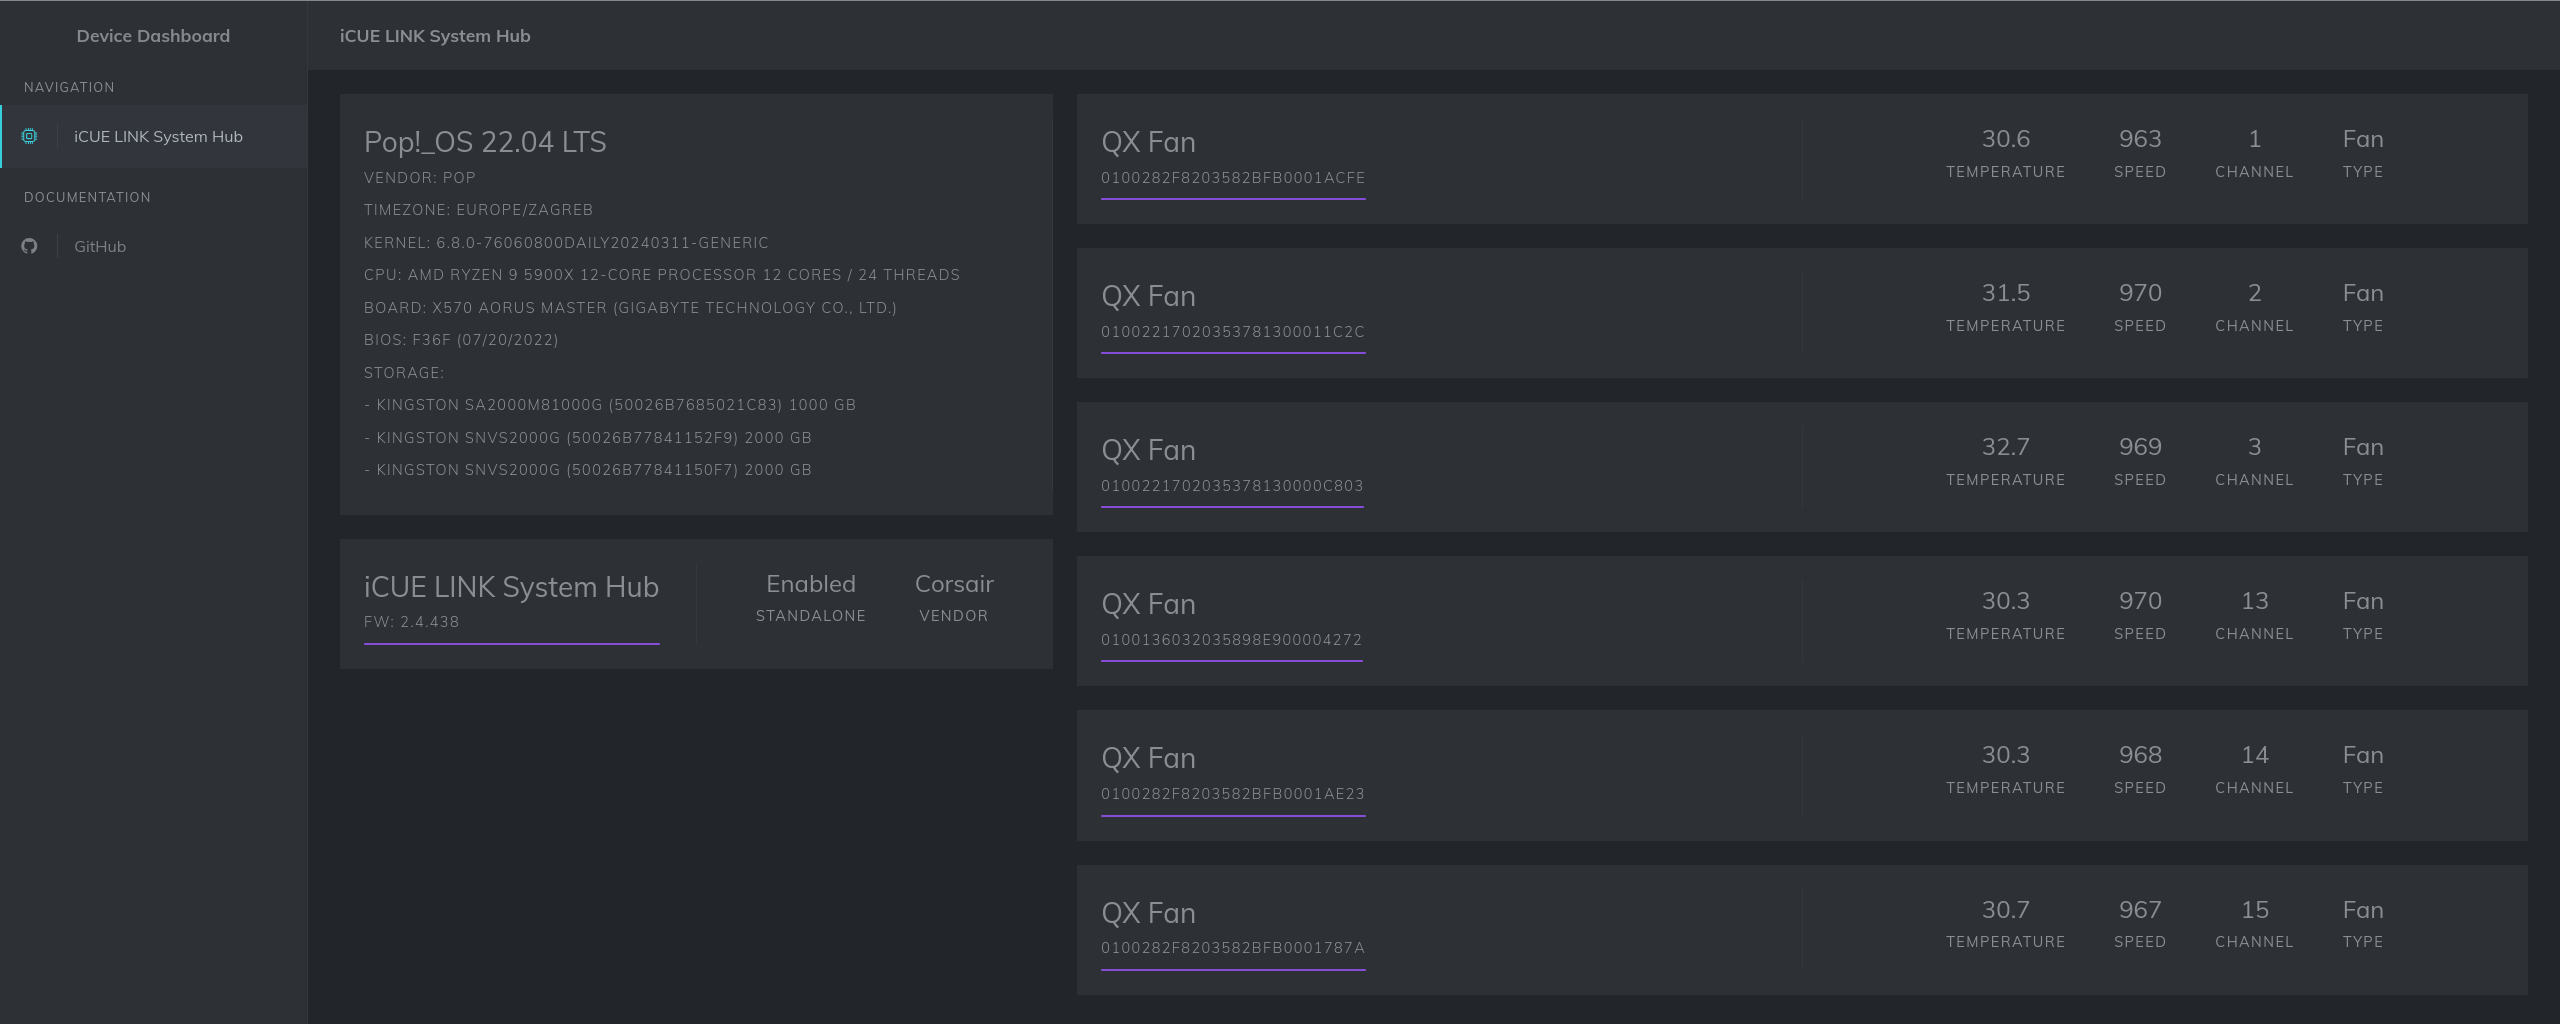 Device Dashboard
NAVIGATION
iCUE LINK System Hub
DOCUMENTATION
GitHub
iCUE LINK System Hub
Pop!_OS 22.04 LTS
VENDOR: POP
TIMEZONE: EUROPE/ZAGREB
KERNEL: 6.8.0-76060800DAILY20240311-GENERIC
CPU: AMD RYZEN 9 5900X 12-CORE PROCESSOR 12 CORES / 24 THREADS
BOARD: X570 AORUS MASTER (GIGABYTE TECHNOLOGY CO., LTD.)
BIOS: F36F (07/20/2022)
STORAGE:
- KINGSTON SA2000M81000G (50026B7685021C83) 1000 GB
- KINGSTON SNVS2000G (50026B77841152F9) 2000 GB
- KINGSTON SNVS2000G (50026B77841150F7) 2000 GB
iCUE LINK System Hub
FW: 2.4.438
Enabled Corsair
STANDALONE VENDOR
QX Fan
0100282F8203582BFB0001ACFE
30.6 963 1 Fan
TEMPERATURE SPEED CHANNEL TYPE
QX Fan
01002217020353781300011C2C
31.5 970 2 Fan
TEMPERATURE SPEED CHANNEL TYPE
QX Fan
0100221702035378130000C803
32.7 969 3 Fan
TEMPERATURE SPEED CHANNEL TYPE
QX Fan
0100136032035898E900004272
30.3 970 13 Fan
TEMPERATURE SPEED CHANNEL TYPE
QX Fan
0100282F8203582BFB0001AE23
30.3 968 14 Fan
TEMPERATURE SPEED CHANNEL TYPE
QX Fan
0100282F8203582BFB0001787A
30.7 967 15 Fan
TEMPERATURE SPEED CHANNEL TYPE